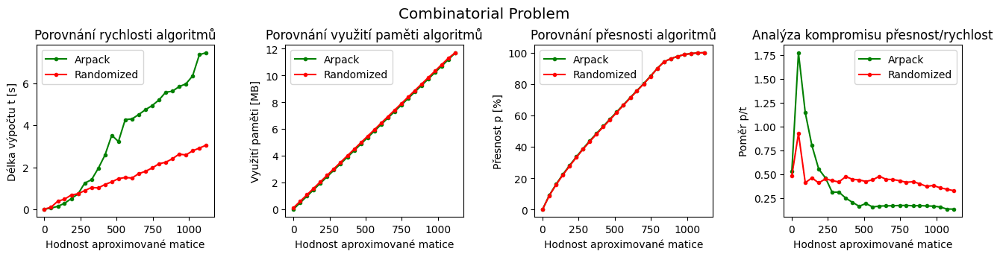 Combinatorial Problem
Porovnání rychlosti algoritmů
Arpack
Randomized
Délka výpočtu t [s]
6
4
2
0
0 250 500 750 1000
Hodnost aproximované matice
Porovnání využití paměti algoritmů
Arpack
Randomized
Využití paměti [MB]
12
10
8
6
4
2
0
0 250 500 750 1000
Hodnost aproximované matice
Porovnání přesnosti algoritmů
Arpack
Randomized
Přesnost p [%]
100
80
60
40
20
0
0 250 500 750 1000
Hodnost aproximované matice
Analýza kompromisu přesnost/rychlost
Arpack
Randomized
Poměr p/t
1.75
1.50
1.25
1.00
0.75
0.50
0.25
0 250 500 750 1000
Hodnost aproximované matice